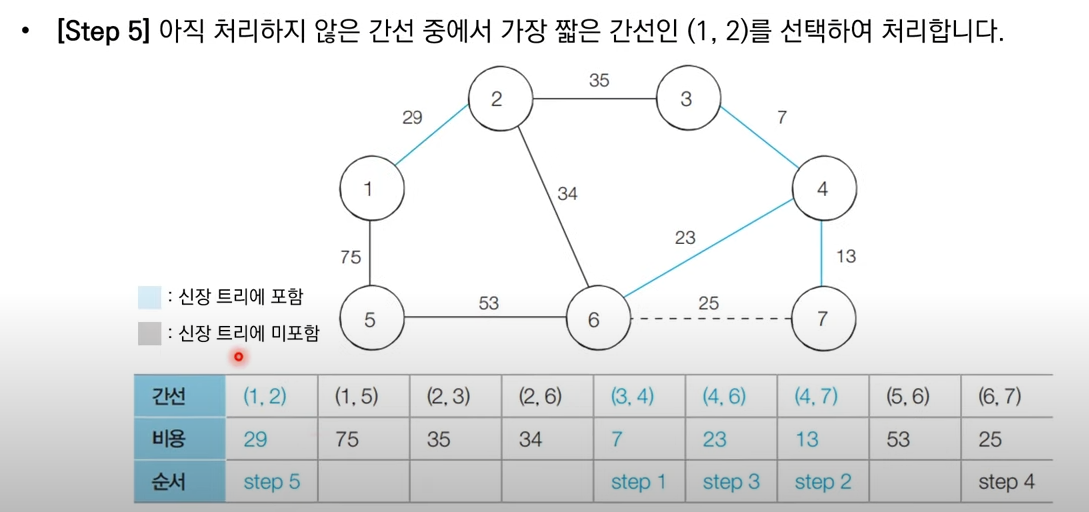 • [Step 5] 아직 처리하지 않은 간선 중에서 가장 짧은 간선인 (1, 2)를 선택하여 처리합니다.
35
2
3
29
7
1
4
34
23
75
13
: 신장 트리에 포함
53
25
5
6
7
: 신장 트리에 미포함
간선 (1, 2) (1, 5) (2, 3) (2, 6) (3, 4) (4, 6) (4, 7) (5, 6) (6, 7)
비용 29 75 35 34 7 23 13 53 25
순서 step 5 step 1 step 3 step 2 step 4